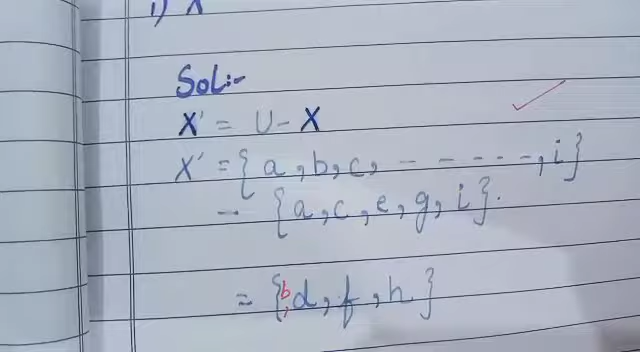 i) X
Sol:-
X' = U - X
X' = {a, b, c, - - - - -, i}
- {a, c, e, g, i}.
= {b, d, f, h}